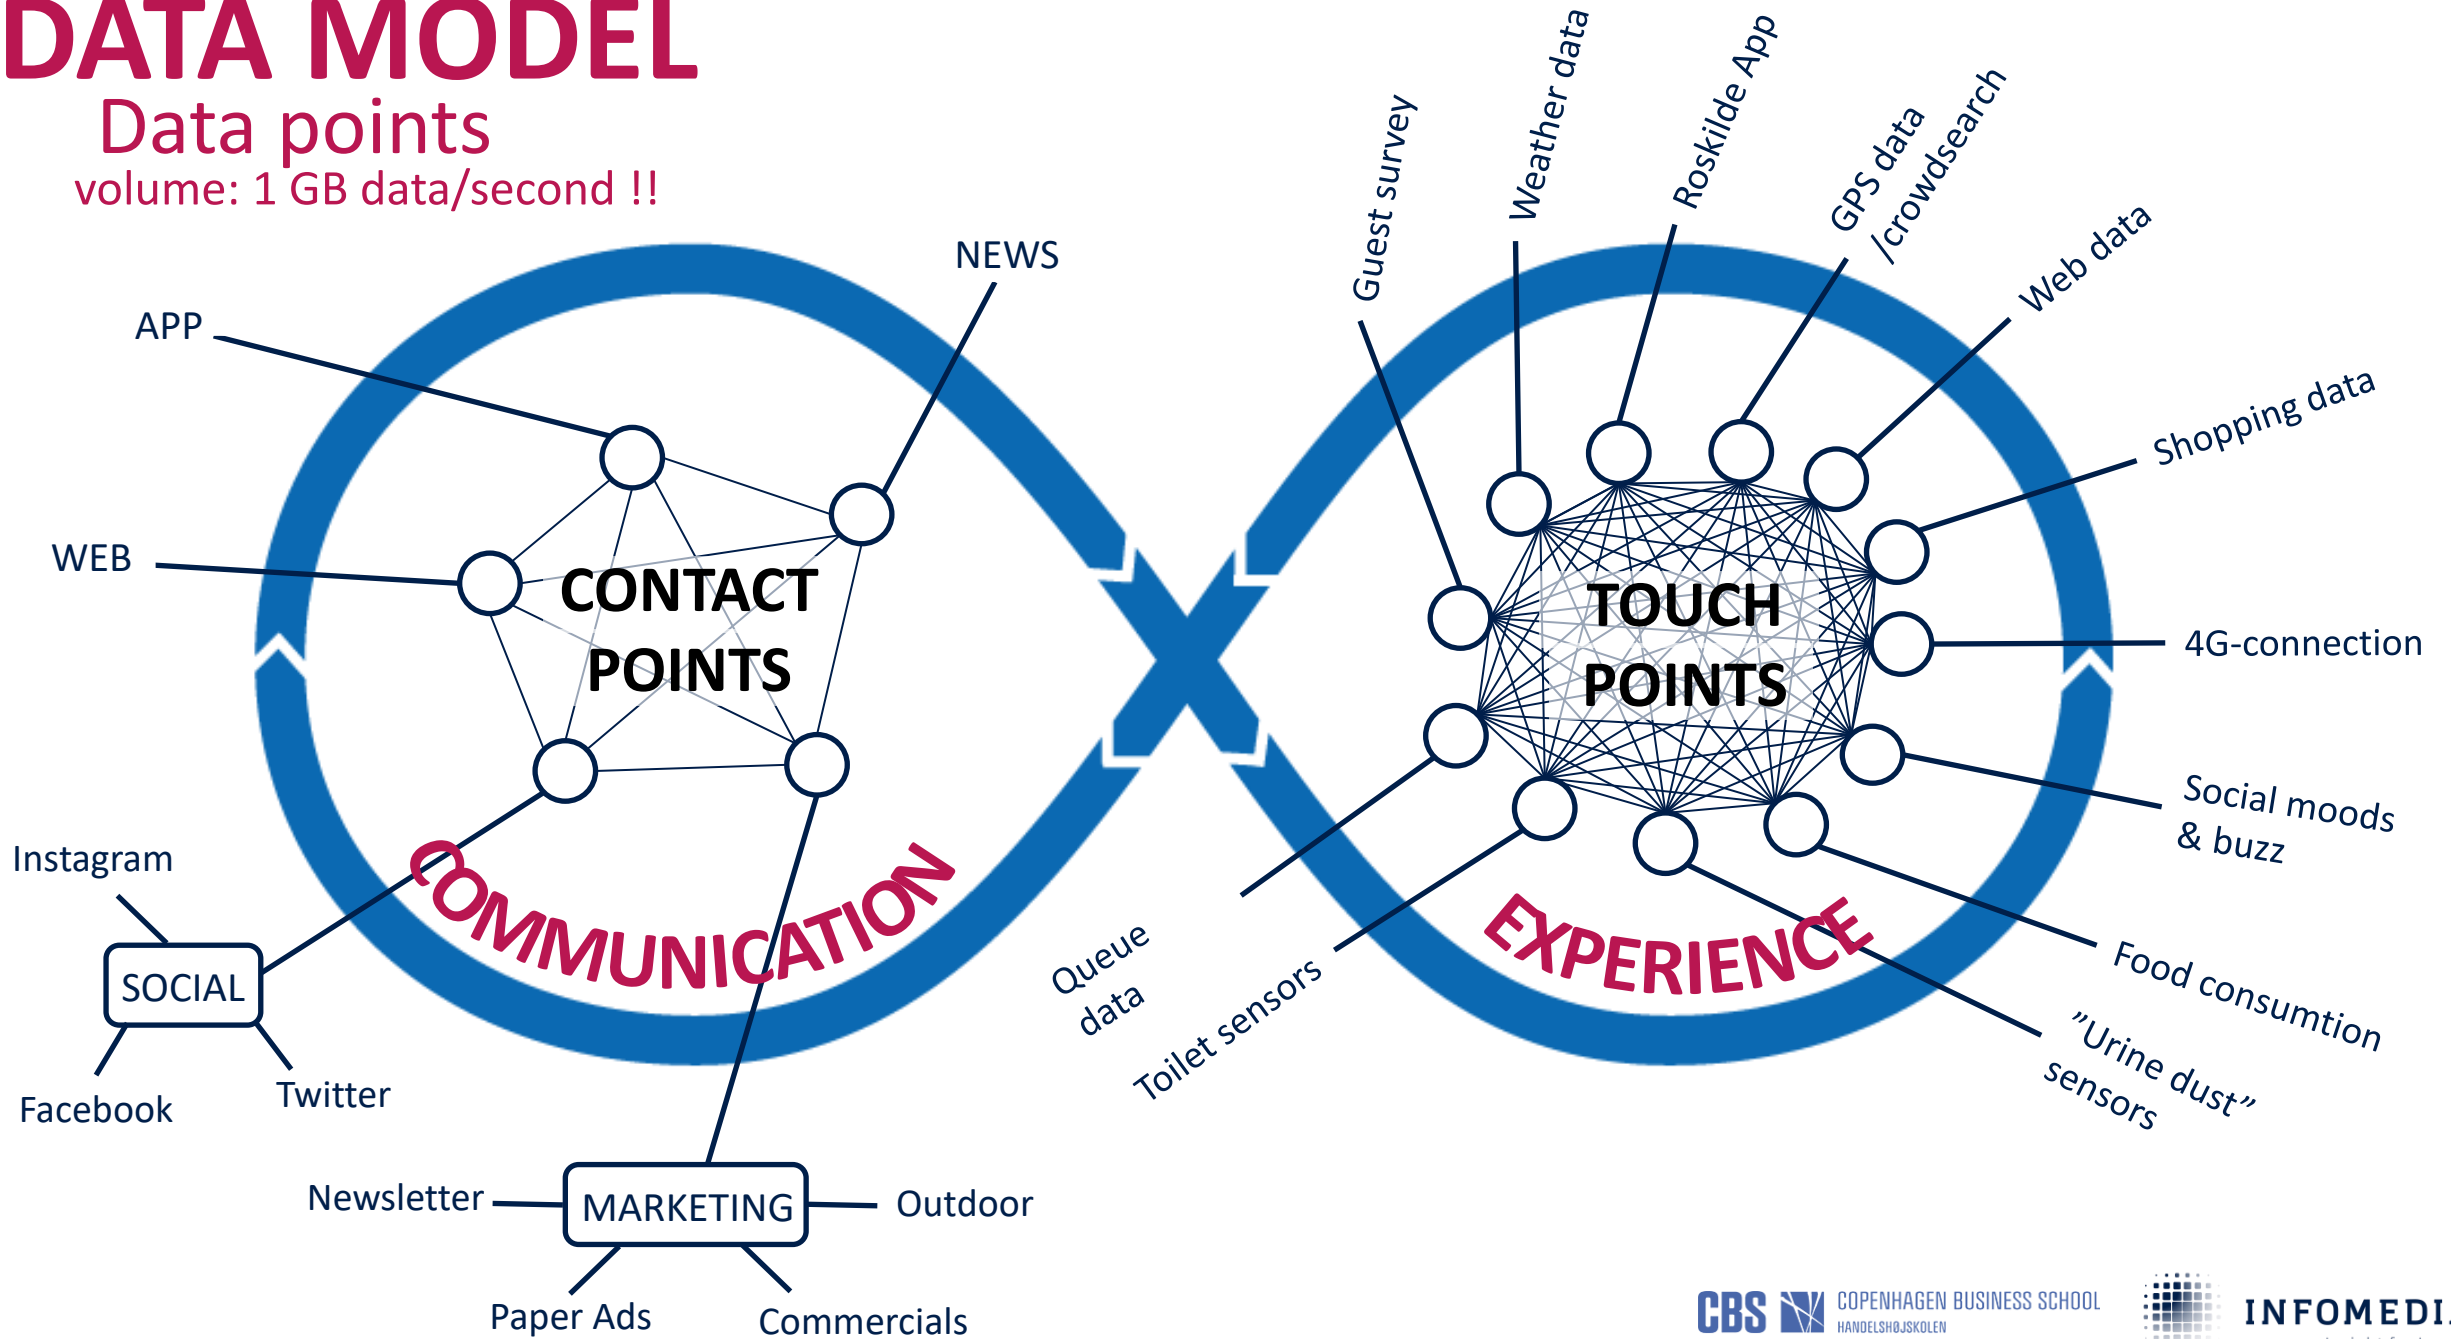 DATA MODEL
Data points
volume: 1 GB data/second !!
NEWS
APP
WEB
CONTACT
POINTS
COMMUNICATION
Instagram
SOCIAL
Facebook
Twitter
Newsletter
MARKETING
Outdoor
Paper Ads
Commercials
Guest survey
Weather data
Roskilde App
GPS data
/crowdsearch
Web data
Shopping data
4G-connection
Social moods
& buzz
Food consumtion
”Urine dust”
sensors
Toilet sensors
Queue
data
TOUCH
POINTS
EXPERIENCE
CBS
COPENHAGEN BUSINESS SCHOOL
HANDELSHØJSKOLEN
INFOMEDI